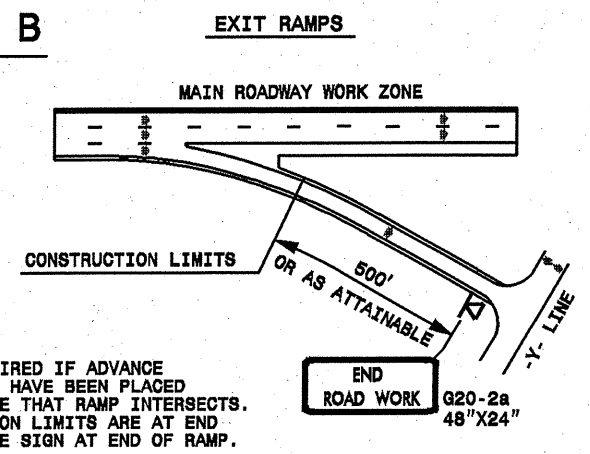 B
EXIT RAMPS
MAIN ROADWAY WORK ZONE
CONSTRUCTION LIMITS
500'
OR AS ATTAINABLE
-Y- LINE
END
ROAD WORK
G20-2a
48"X24"
IRED IF ADVANCE
HAVE BEEN PLACED
E THAT RAMP INTERSECTS.
ON LIMITS ARE AT END
E SIGN AT END OF RAMP.